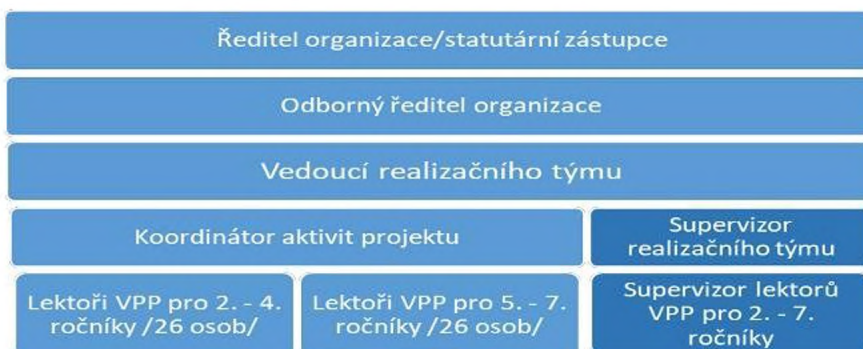 Ředitel organizace/statutární zástupce
Odborný ředitel organizace
Vedoucí realizačního týmu
Koordinátor aktivit projektu
Supervizor
realizačního týmu
Lektoři VPP pro 2. - 4.
ročníky /26 osob/
Lektoři VPP pro 5. - 7.
ročníky /26 osob/
Supervizor lektorů
VPP pro 2. - 7.
ročníky